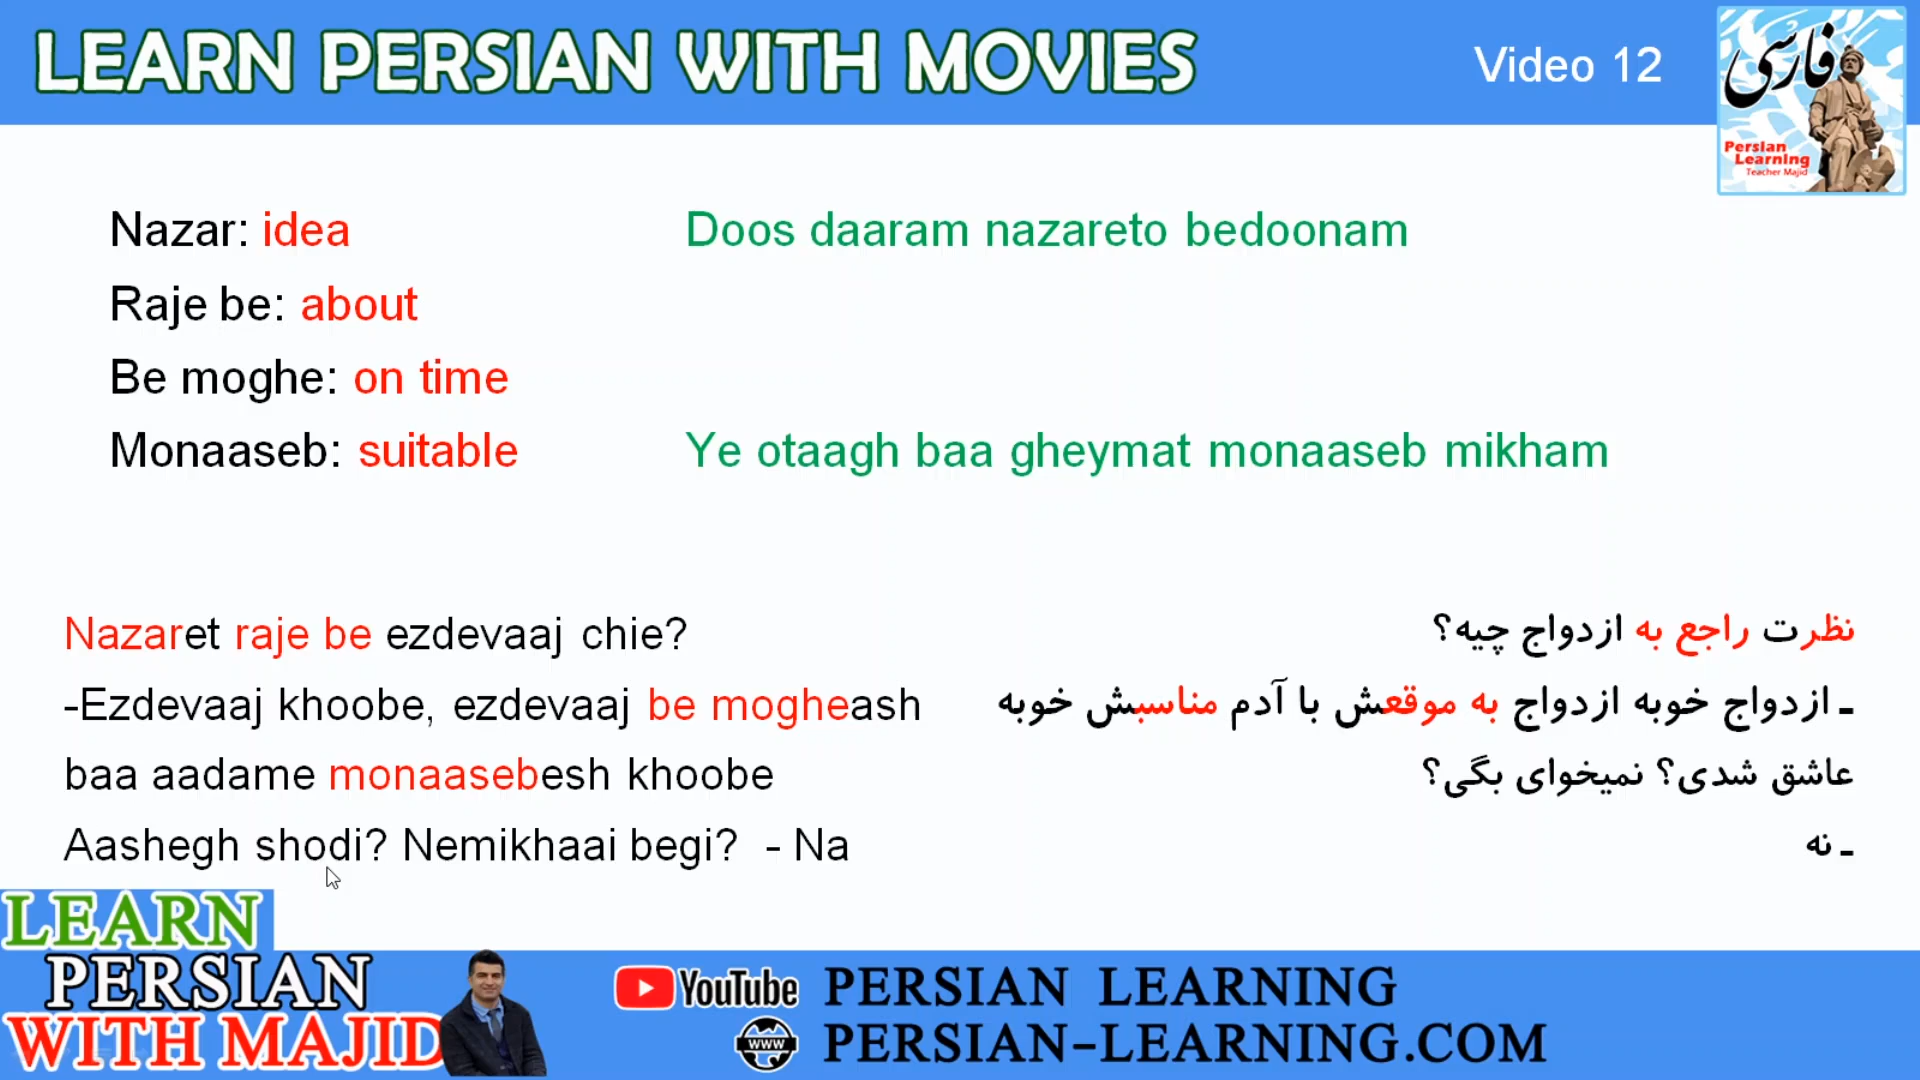 LEARN PERSIAN WITH MOVIES
Video 12
فارسی
Persian
Learning
Teacher Majid
Nazar: idea
Doos daaram nazareto bedoonam
Raje be: about
Be moghe: on time
Monaaseb: suitable
Ye otaagh baa gheymat monaaseb mikham
Nazaret raje be ezdevaaj chie?
نظرت راجع به ازدواج چیه؟
-Ezdevaaj khoobe, ezdevaaj be mogheash
ـ ازدواج خوبه ازدواج به موقعش با آدم مناسبش خوبه
baa aadame monaasebesh khoobe
عاشق شدی؟ نمیخوای بگی؟
Aashegh shodi? Nemikhaai begi?  - Na
ـ نه
LEARN
PERSIAN
WITH MAJID
YouTube PERSIAN LEARNING
WWW PERSIAN-LEARNING.COM